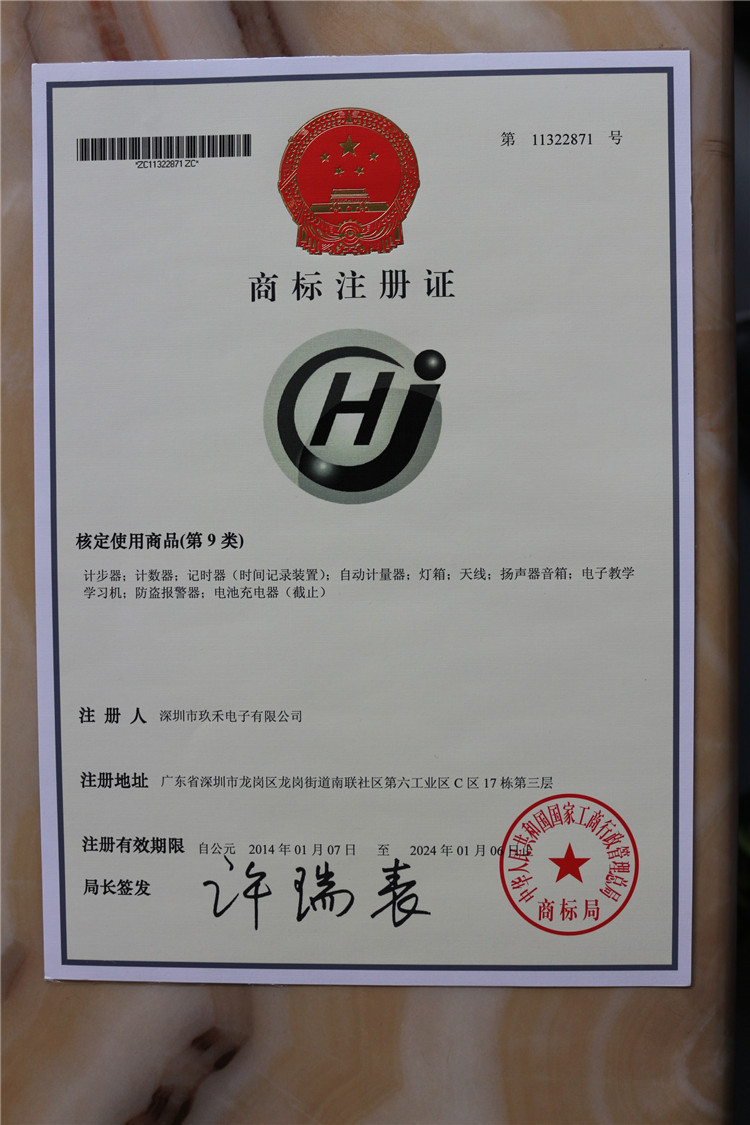 第 11322871 号
*ZC11322871ZC*
商标注册证
HJ
核定使用商品(第 9 类)
计步器；计数器；记时器（时间记录装置）；自动计量器；灯箱；天线；扬声器音箱；电子教学
学习机；防盗报警器；电池充电器（截止）
注 册 人 深圳市玖禾电子有限公司
注册地址 广东省深圳市龙岗区龙岗街道南联社区第六工业区 C 区 17 栋第三层
注册有效期限 自公元 2014 年 01 月 07 日 至 2024 年 01 月 06 日止
局长签发 许瑞表
中华人民共和国国家工商行政管理总局
商标局